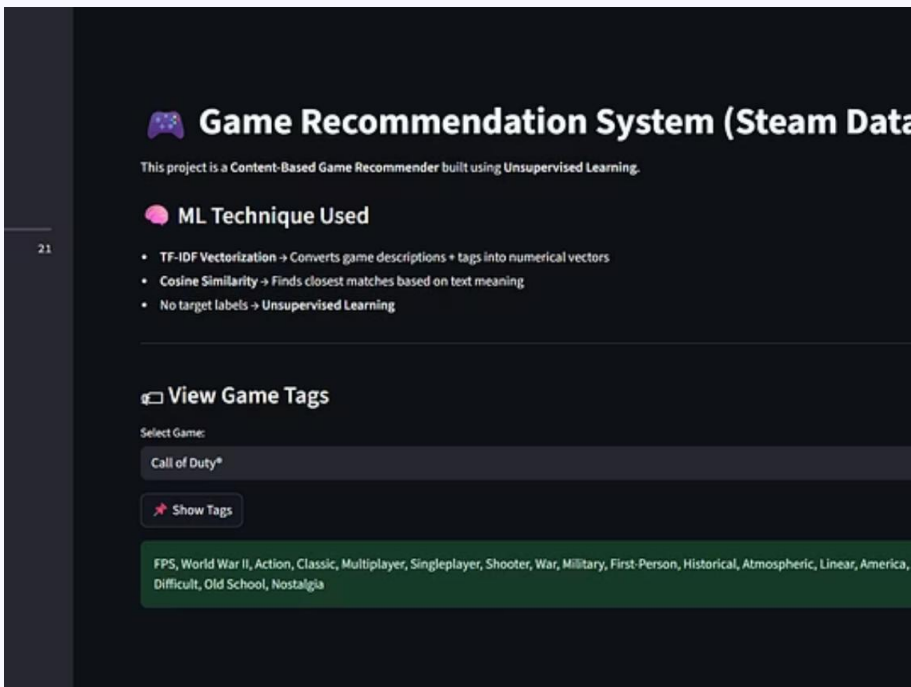 21
Game Recommendation System (Steam Data
This project is a Content-Based Game Recommender built using Unsupervised Learning.
ML Technique Used
• TF-IDF Vectorization → Converts game descriptions + tags into numerical vectors
• Cosine Similarity → Finds closest matches based on text meaning
• No target labels → Unsupervised Learning
View Game Tags
Select Game:
Call of Duty®
Show Tags
FPS, World War II, Action, Classic, Multiplayer, Singleplayer, Shooter, War, Military, First-Person, Historical, Atmospheric, Linear, America,
Difficult, Old School, Nostalgia